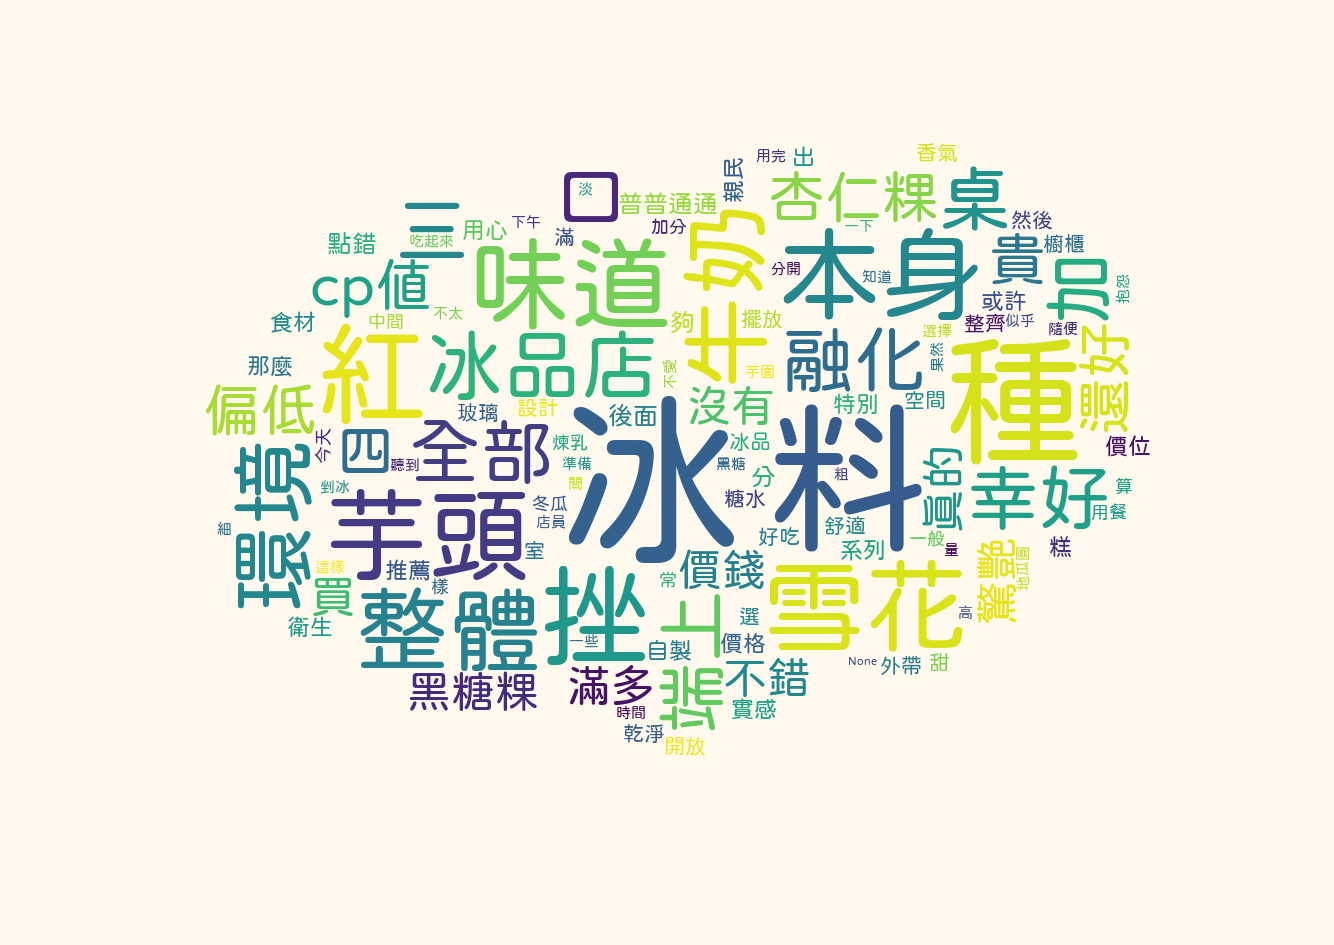 用完
出
香氣
親民
淡
口
普普通通
杏仁粿
桌
三
用心
下午
滿
加分
一下
然後
點錯
吃起來
味道
牛奶
本身
貴
櫥櫃
cp值
分開
知道
加
抱怨
食材
中間
不太
夠
擺放
或許
整齊
似乎
隨便
紅
冰品店
融化
選擇
種
還好
那麼
不愛
芋圓
果然
偏低
玻璃
設計
後面
沒有
特別
空間
今天
四
全部
聽到
煉乳
冰料
冰品
價位
環境
準備
黑糖
粗
真的
幸好
剉冰
芋頭
間
分
糖水
算
細
冬瓜
店員
好吃
舒適
用餐
這樣
推薦
室
系列
一般
量
糕
買
樣
常
價錢
驚艷
地瓜圓
衛生
整體
挫
上
選
雪花
高
一些
自製
價格
None
外帶
甜
黑糖粿
滿多
端
不錯
時間
實感
乾淨
開放